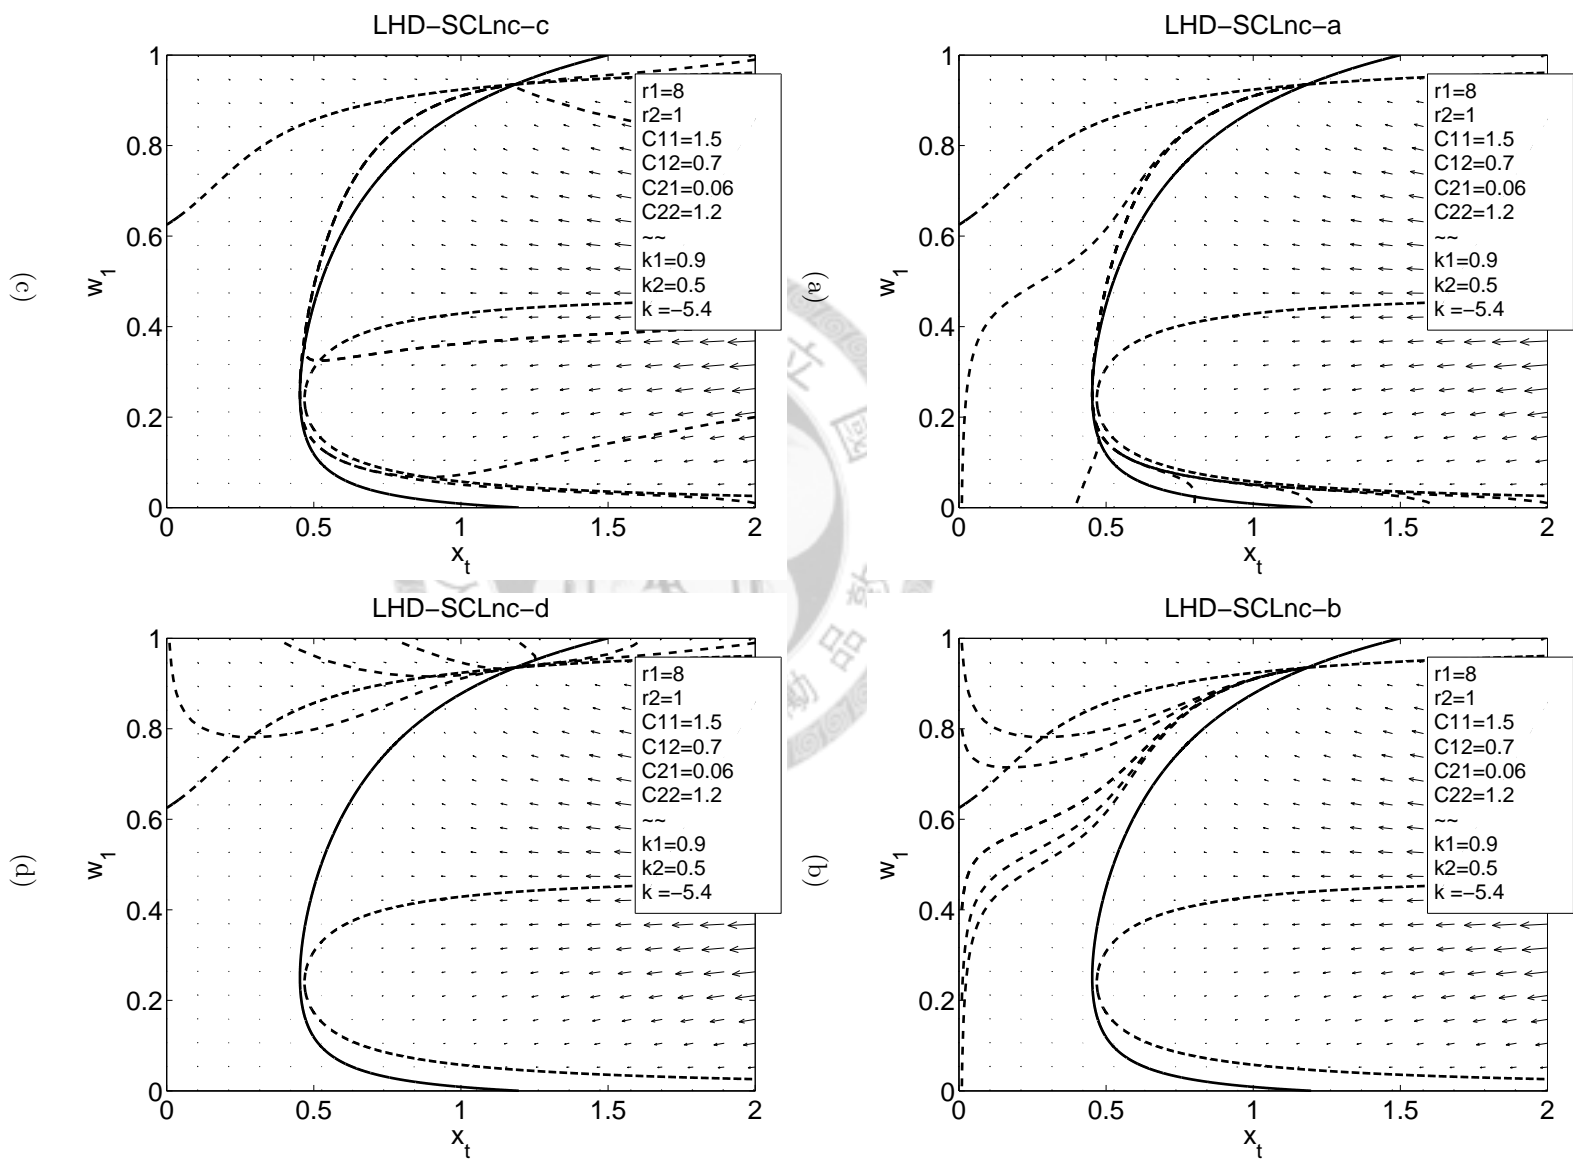 LHD−SCLnc−c
1
0.8
0.6
0.4
0.2
0
w1
0
0.5
1
1.5
2
xt
r1=8
r2=1
C11=1.5
C12=0.7
C21=0.06
C22=1.2
~~
k1=0.9
k2=0.5
k =−5.4
(c)
LHD−SCLnc−a
1
0.8
0.6
0.4
0.2
0
w1
0
0.5
1
1.5
2
xt
r1=8
r2=1
C11=1.5
C12=0.7
C21=0.06
C22=1.2
~~
k1=0.9
k2=0.5
k =−5.4
(a)
LHD−SCLnc−d
1
0.8
0.6
0.4
0.2
0
w1
0
0.5
1
1.5
2
xt
r1=8
r2=1
C11=1.5
C12=0.7
C21=0.06
C22=1.2
~~
k1=0.9
k2=0.5
k =−5.4
(d)
LHD−SCLnc−b
1
0.8
0.6
0.4
0.2
0
w1
0
0.5
1
1.5
2
xt
r1=8
r2=1
C11=1.5
C12=0.7
C21=0.06
C22=1.2
~~
k1=0.9
k2=0.5
k =−5.4
(b)
立
國
品